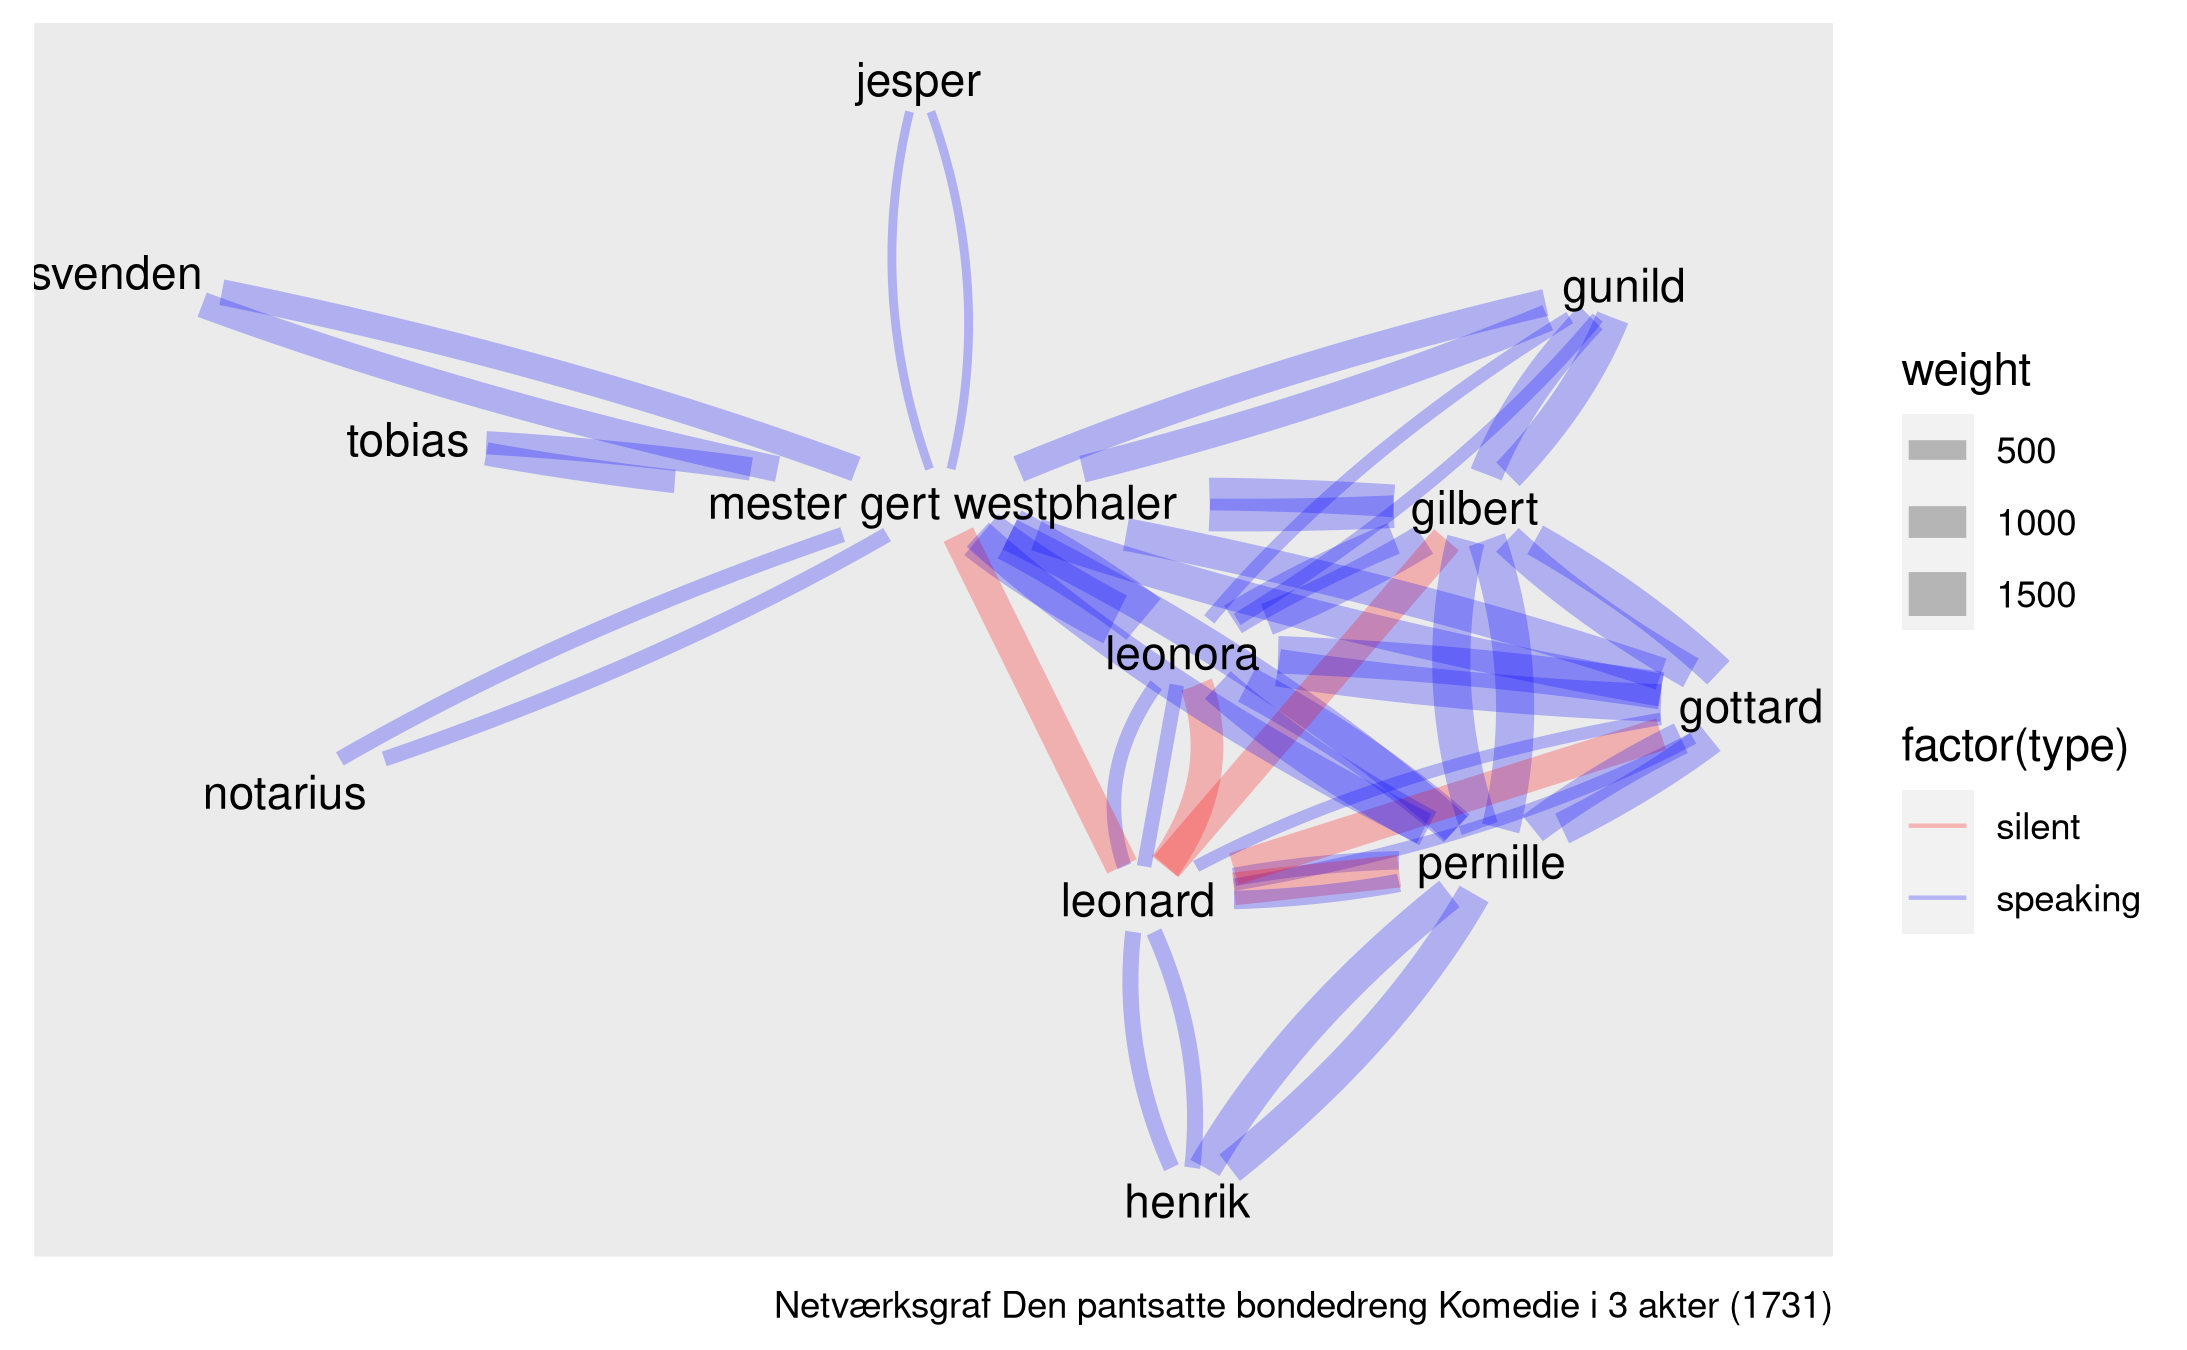 jesper
svenden
gunild
tobias
mester gert westphaler
gilbert
leonora
gottard
notarius
pernille
leonard
henrik
weight
500
1000
1500
factor(type)
silent
speaking
Netværksgraf Den pantsatte bondedreng Komedie i 3 akter (1731)